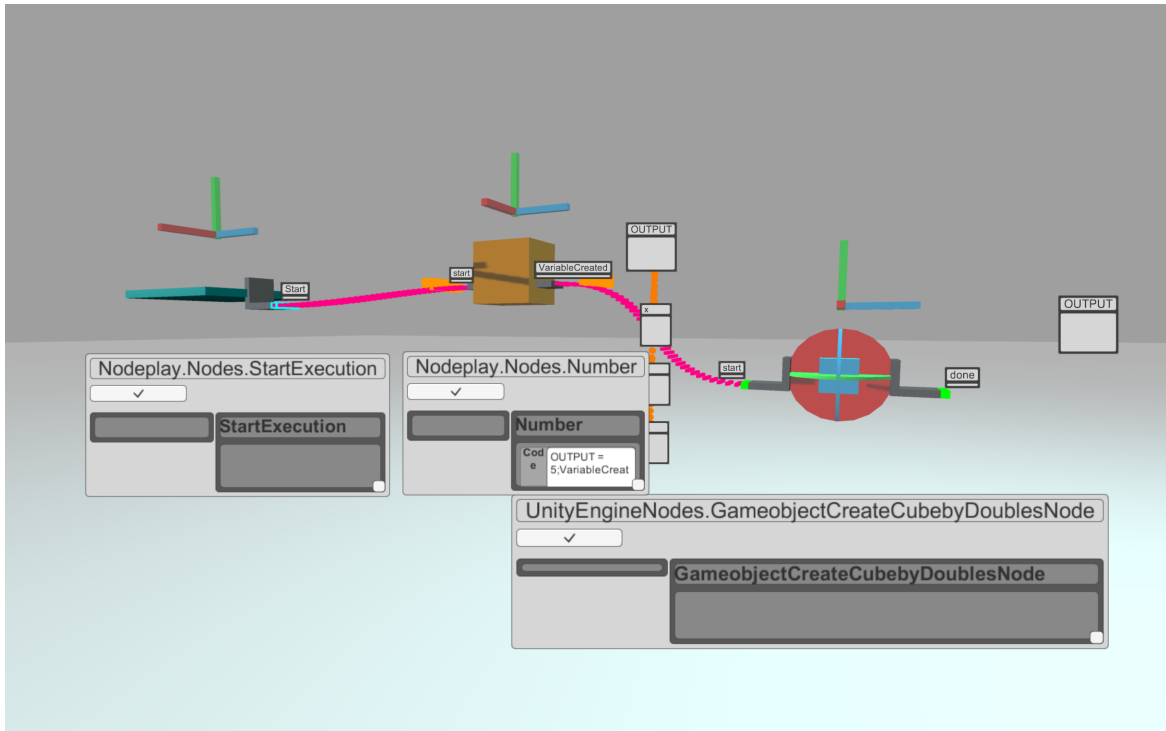 OUTPUT
start
VariableCreated
Start
OUTPUT
x
start
done
Nodeplay.Nodes.StartExecution
StartExecution
Nodeplay.Nodes.Number
Number
Cod
e
OUTPUT =
5;VariableCreat
UnityEngineNodes.GameobjectCreateCubebyDoublesNode
GameobjectCreateCubebyDoublesNode